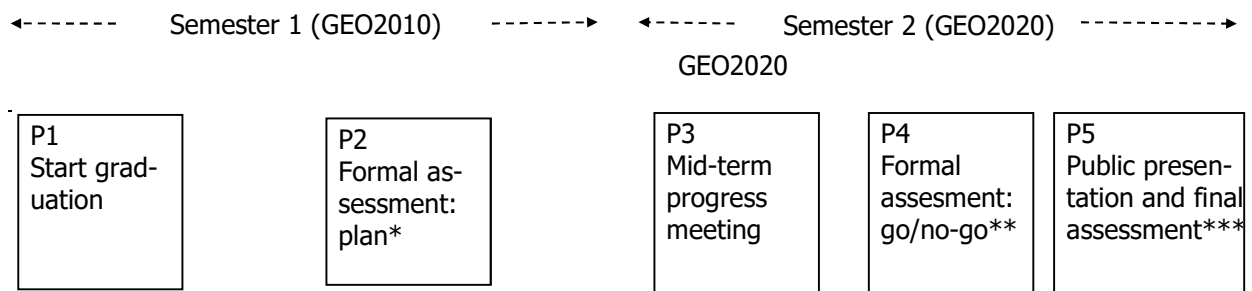 Semester 1 (GEO2010)
Semester 2 (GEO2020)
GEO2020
P1
Start grad-
uation
P2
Formal as-
sessment:
plan*
P3
Mid-term
progress
meeting
P4
Formal
assesment:
go/no-go**
P5
Public presen-
tation and final
assessment***